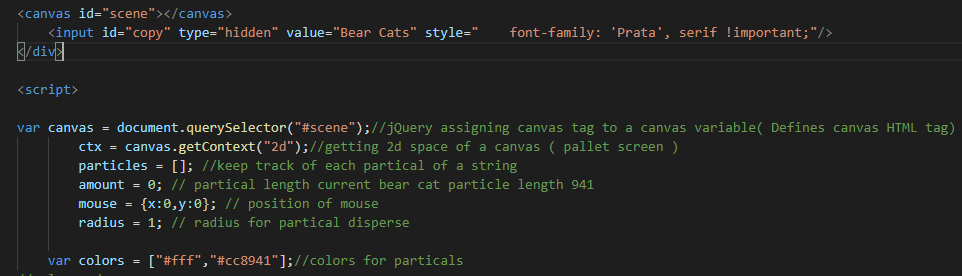 <canvas id="scene"></canvas>
<input id="copy" type="hidden" value="Bear Cats" style="    font-family: 'Prata', serif !important;"/>
</div>
<script>
var canvas = document.querySelector("#scene");//jQuery assigning canvas tag to a canvas variable( Defines canvas HTML tag)
ctx = canvas.getContext("2d");//getting 2d space of a canvas ( pallet screen )
particles = []; //keep track of each partical of a string
amount = 0; // partical length current bear cat particle length 941
mouse = {x:0,y:0}; // position of mouse
radius = 1; // radius for partical disperse
var colors = ["#fff","#cc8941"];//colors for particals